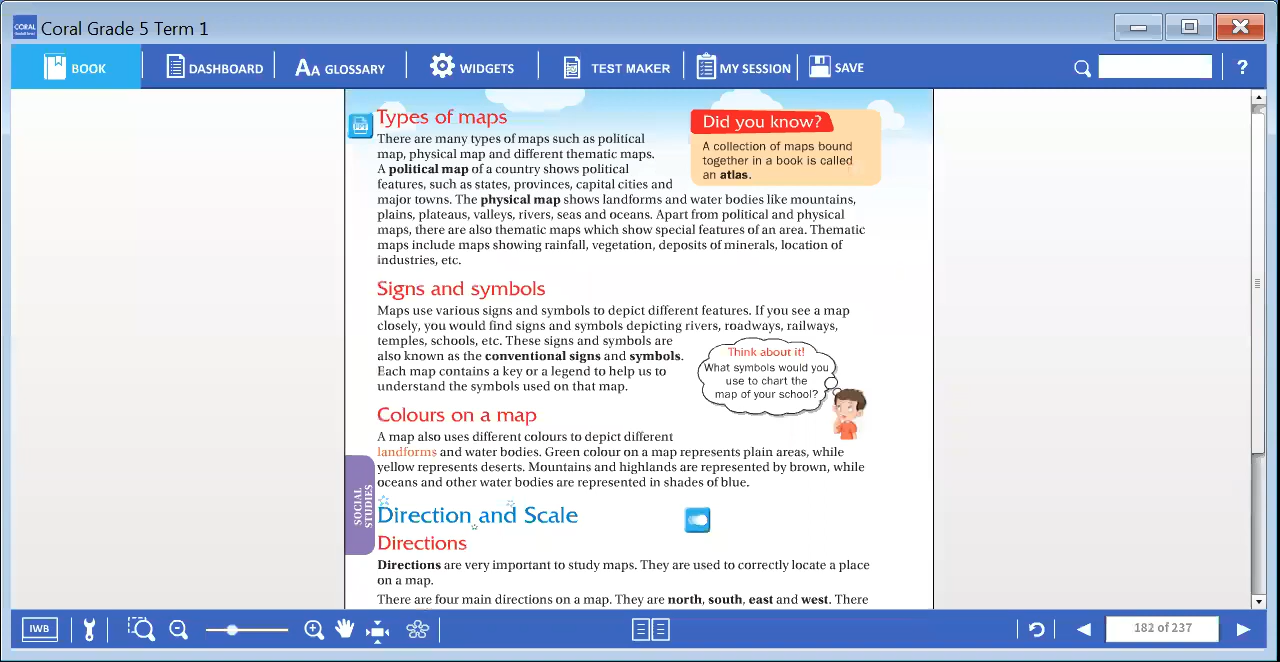 CORAL
Coral Grade 5 Term 1
BOOK
DASHBOARD
AA GLOSSARY
WIDGETS
TEST MAKER
MY SESSION
SAVE
?
Types of maps
There are many types of maps such as political
map, physical map and different thematic maps.
A political map of a country shows political
features, such as states, provinces, capital cities and
major towns. The physical map shows landforms and water bodies like mountains,
plains, plateaus, valleys, rivers, seas and oceans. Apart from political and physical
maps, there are also thematic maps which show special features of an area. Thematic
maps include maps showing rainfall, vegetation, deposits of minerals, location of
industries, etc.
Did you know?
A collection of maps bound
together in a book is called
an atlas.
Signs and symbols
Maps use various signs and symbols to depict different features. If you see a map
closely, you would find signs and symbols depicting rivers, roadways, railways,
temples, schools, etc. These signs and symbols are
also known as the conventional signs and symbols.
Each map contains a key or a legend to help us to
understand the symbols used on that map.
Think about it!
What symbols would you
use to chart the
map of your school?
Colours on a map
A map also uses different colours to depict different
landforms and water bodies. Green colour on a map represents plain areas, while
yellow represents deserts. Mountains and highlands are represented by brown, while
oceans and other water bodies are represented in shades of blue.
SOCIAL
STUDIES
Direction and Scale
Directions
Directions are very important to study maps. They are used to correctly locate a place
on a map.
There are four main directions on a map. They are north, south, east and west. There
IWB
182 of 237